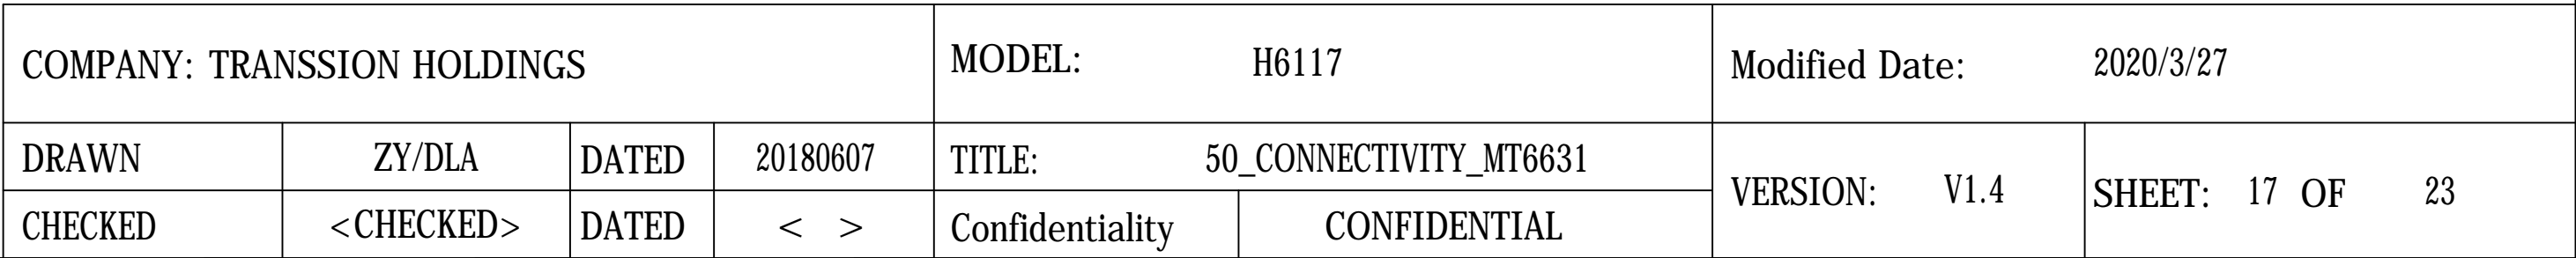 COMPANY: TRANSSION HOLDINGS
MODEL: H6117
Modified Date: 2020/3/27
DRAWN ZY/DLA DATED 20180607
TITLE: 50_CONNECTIVITY_MT6631
VERSION: V1.4
SHEET: 17 OF 23
CHECKED <CHECKED> DATED < >
Confidentiality CONFIDENTIAL